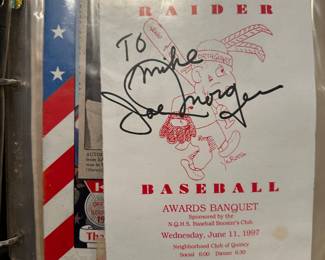 RAIDER
TO
Mike
Joe Morgan
BASEBALL
AWARDS BANQUET
Sponsored by the
N.Q.H.S. Baseball Booster's Club
Wednesday, June 11, 1997
Neighborhood Club of Quincy
Social 6:00 Dinner 6:30